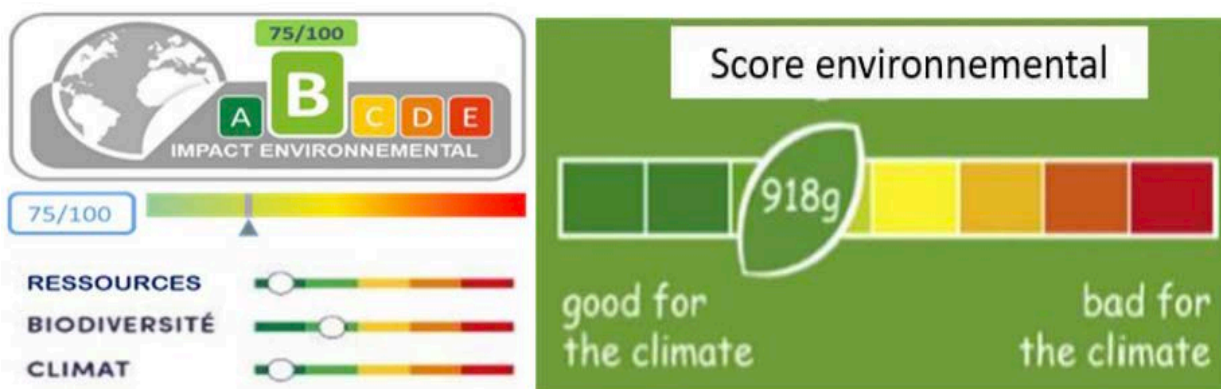 75/100
A B C D E
IMPACT ENVIRONNEMENTAL
75/100
RESSOURCES
BIODIVERSITÉ
CLIMAT
Score environnemental
918g
good for
the climate
bad for
the climate